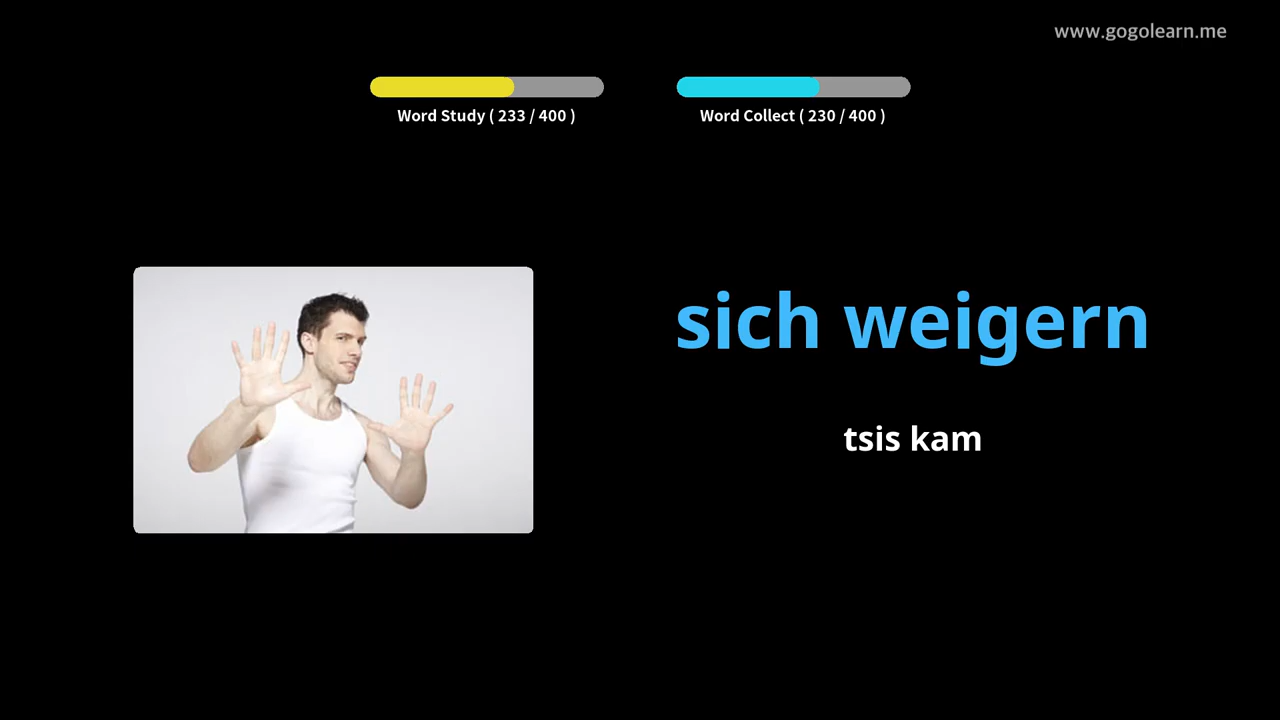 www.gogolearn.me
Word Study ( 233 / 400 )
Word Collect ( 230 / 400 )
sich weigern
tsis kam